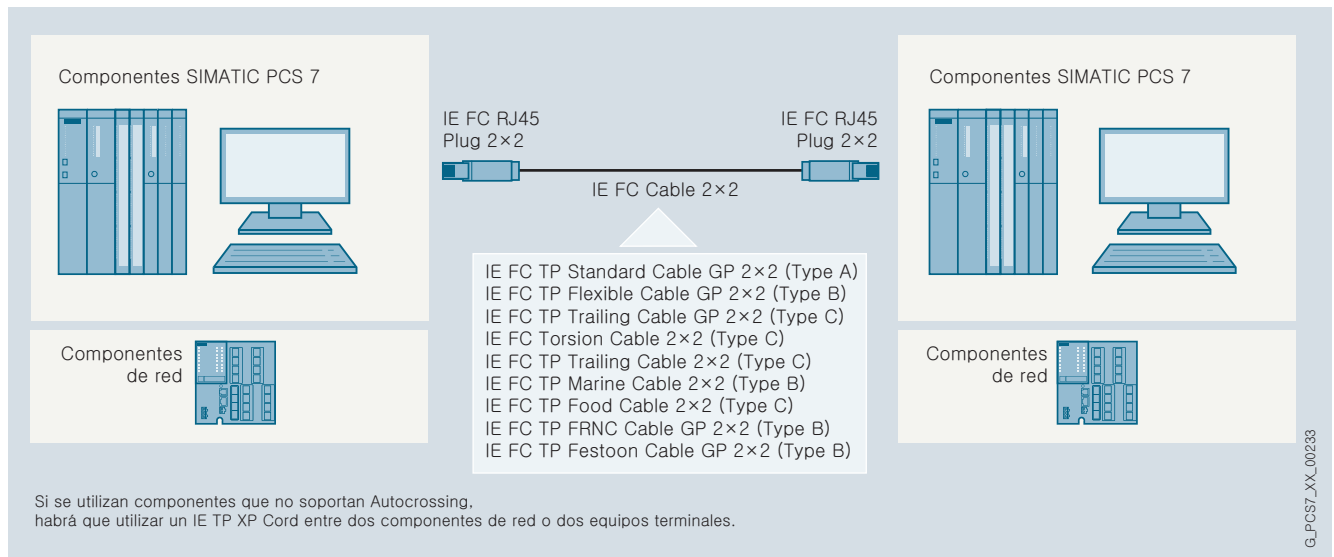 Componentes SIMATIC PCS 7
Componentes
de red
IE FC RJ45
Plug 2×2
IE FC RJ45
Plug 2×2
IE FC Cable 2×2
IE FC TP Standard Cable GP 2×2 (Type A)
IE FC TP Flexible Cable GP 2×2 (Type B)
IE FC TP Trailing Cable GP 2×2 (Type C)
IE FC Torsion Cable 2×2 (Type C)
IE FC TP Trailing Cable 2×2 (Type C)
IE FC TP Marine Cable 2×2 (Type B)
IE FC TP Food Cable 2×2 (Type C)
IE FC TP FRNC Cable GP 2×2 (Type B)
IE FC TP Festoon Cable GP 2×2 (Type B)
Componentes SIMATIC PCS 7
Componentes
de red
Si se utilizan componentes que no soportan Autocrossing,
habrá que utilizar un IE TP XP Cord entre dos componentes de red o dos equipos terminales.
G_PCS7_XX_00233